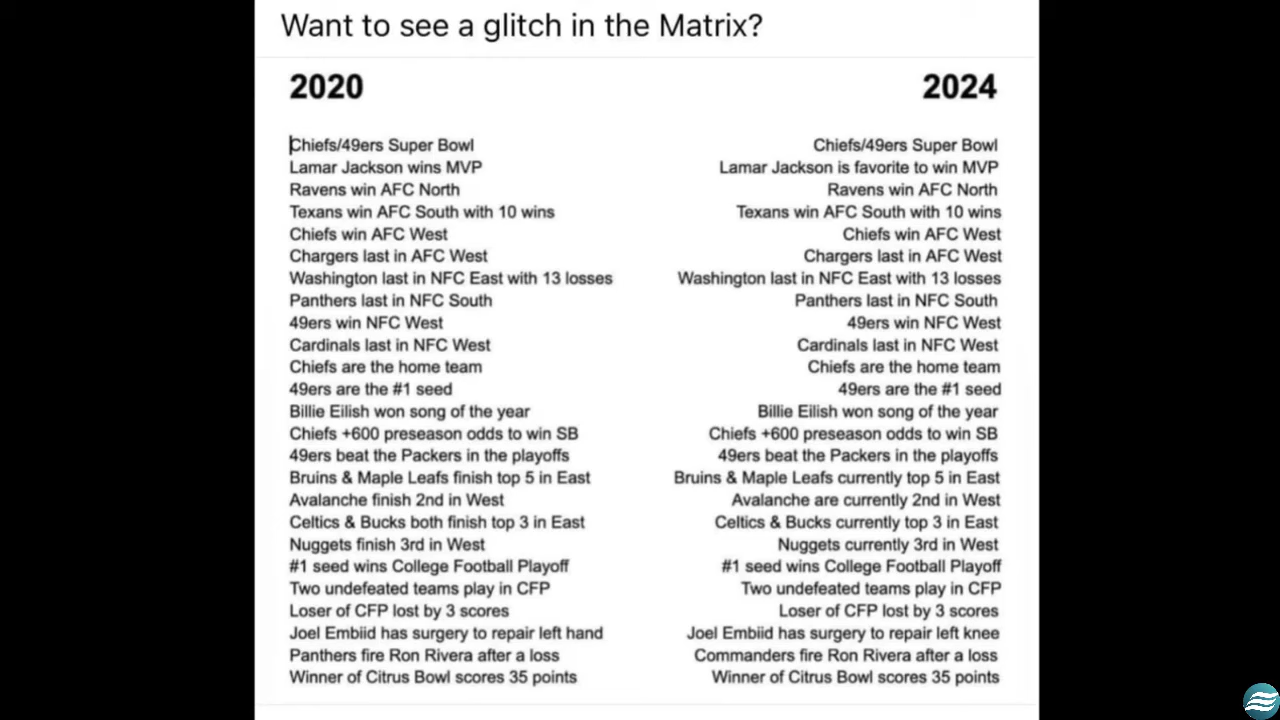 Want to see a glitch in the Matrix?
2020 2024
Chiefs/49ers Super Bowl Chiefs/49ers Super Bowl
Lamar Jackson wins MVP Lamar Jackson is favorite to win MVP
Ravens win AFC North Ravens win AFC North
Texans win AFC South with 10 wins Texans win AFC South with 10 wins
Chiefs win AFC West Chiefs win AFC West
Chargers last in AFC West Chargers last in AFC West
Washington last in NFC East with 13 losses Washington last in NFC East with 13 losses
Panthers last in NFC South Panthers last in NFC South
49ers win NFC West 49ers win NFC West
Cardinals last in NFC West Cardinals last in NFC West
Chiefs are the home team Chiefs are the home team
49ers are the #1 seed 49ers are the #1 seed
Billie Eilish won song of the year Billie Eilish won song of the year
Chiefs +600 preseason odds to win SB Chiefs +600 preseason odds to win SB
49ers beat the Packers in the playoffs 49ers beat the Packers in the playoffs
Bruins & Maple Leafs finish top 5 in East Bruins & Maple Leafs currently top 5 in East
Avalanche finish 2nd in West Avalanche are currently 2nd in West
Celtics & Bucks both finish top 3 in East Celtics & Bucks currently top 3 in East
Nuggets finish 3rd in West Nuggets currently 3rd in West
#1 seed wins College Football Playoff #1 seed wins College Football Playoff
Two undefeated teams play in CFP Two undefeated teams play in CFP
Loser of CFP lost by 3 scores Loser of CFP lost by 3 scores
Joel Embiid has surgery to repair left hand Joel Embiid has surgery to repair left knee
Panthers fire Ron Rivera after a loss Commanders fire Ron Rivera after a loss
Winner of Citrus Bowl scores 35 points Winner of Citrus Bowl scores 35 points